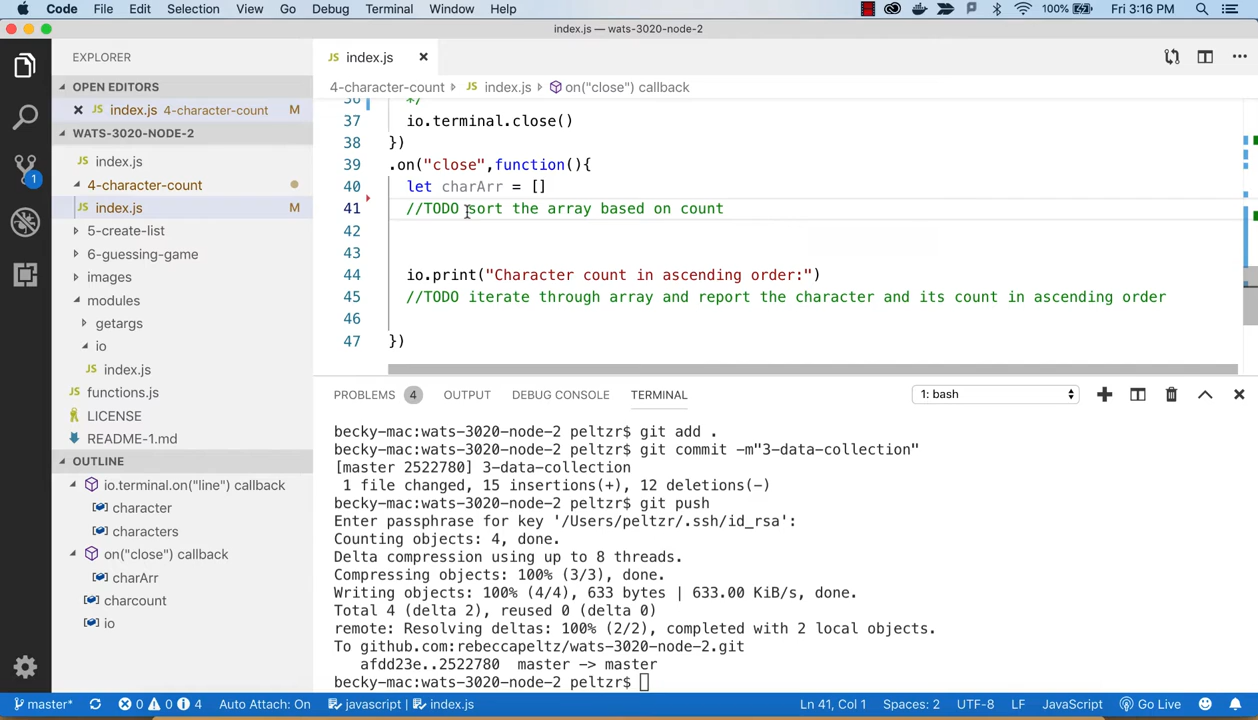 Code File Edit Selection View Go Debug Terminal Window Help 100% Fri 3:16 PM
index.js — wats-3020-node-2
EXPLORER
OPEN EDITORS
index.js 4-character-count M
WATS-3020-NODE-2
index.js
4-character-count
index.js M
5-create-list
6-guessing-game
images
modules
getargs
io
index.js
functions.js
LICENSE
README-1.md
OUTLINE
io.terminal.on("line") callback
character
characters
on("close") callback
charArr
charcount
io
1
JS index.js
4-character-count JS index.js on("close") callback
36 */
37 io.terminal.close()
38 })
39 .on("close",function(){
40 let charArr = []
41 //TODO sort the array based on count
42
43
44 io.print("Character count in ascending order:")
45 //TODO iterate through array and report the character and its count in ascending order
46
47 })
PROBLEMS 4 OUTPUT DEBUG CONSOLE TERMINAL 1: bash
becky-mac:wats-3020-node-2 peltzr$ git add .
becky-mac:wats-3020-node-2 peltzr$ git commit -m"3-data-collection"
[master 2522780] 3-data-collection
1 file changed, 15 insertions(+), 12 deletions(-)
becky-mac:wats-3020-node-2 peltzr$ git push
Enter passphrase for key '/Users/peltzr/.ssh/id_rsa':
Counting objects: 4, done.
Delta compression using up to 8 threads.
Compressing objects: 100% (3/3), done.
Writing objects: 100% (4/4), 633 bytes | 633.00 KiB/s, done.
Total 4 (delta 2), reused 0 (delta 0)
remote: Resolving deltas: 100% (2/2), completed with 2 local objects.
To github.com:rebeccapeltz/wats-3020-node-2.git
afdd23e..2522780 master -> master
becky-mac:wats-3020-node-2 peltzr$
master* 0 0 4 Auto Attach: On javascript | index.js Ln 41, Col 1 Spaces: 2 UTF-8 LF JavaScript Go Live